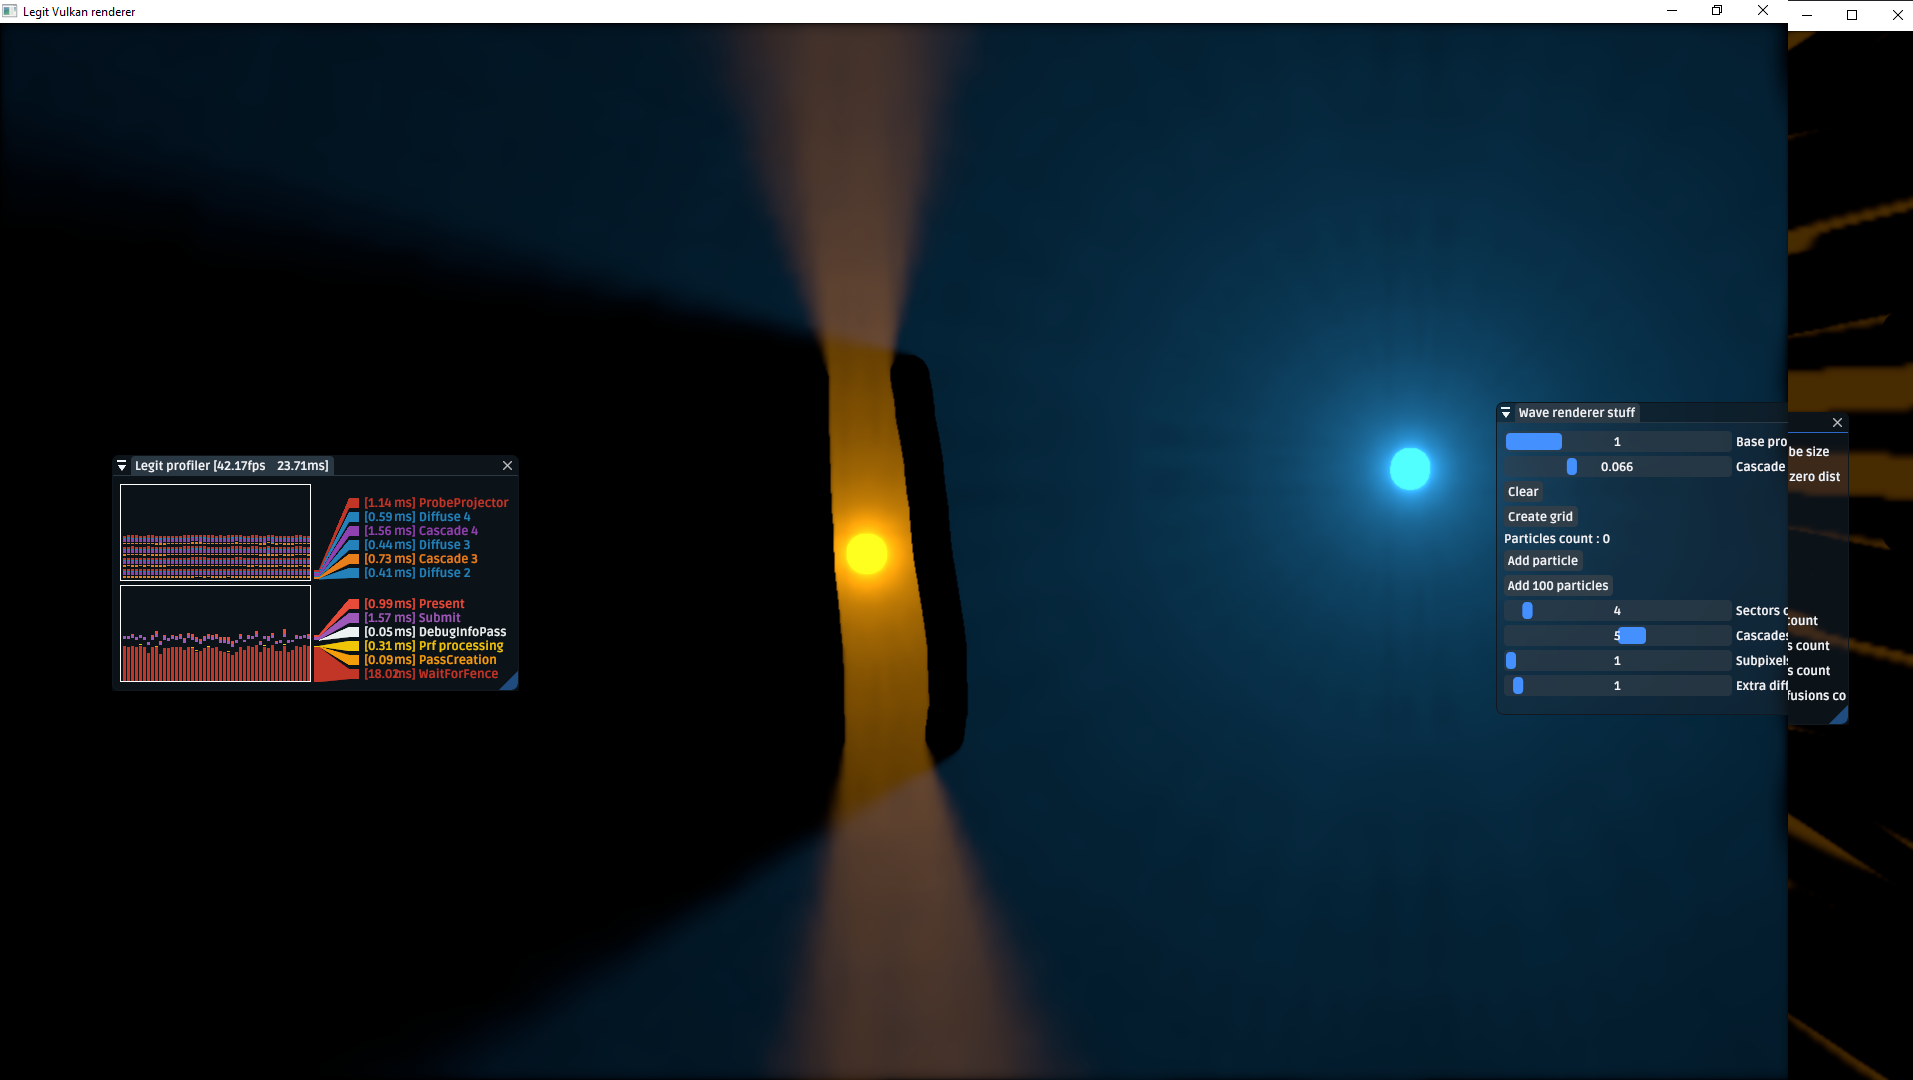 Legit Vulkan renderer
Wave renderer stuff
1 Base pro
be size
0.066 Cascade
zero dist
Clear
Create grid
Particles count : 0
Add particle
Add 100 particles
4 Sectors c
ount
5 Cascades
s count
1 Subpixels
s count
1 Extra diff
fusions co
Legit profiler [42.17fps 23.71ms]
[1.14 ms] ProbeProjector
[0.59 ms] Diffuse 4
[1.56 ms] Cascade 4
[0.44 ms] Diffuse 3
[0.73 ms] Cascade 3
[0.41 ms] Diffuse 2
[0.99 ms] Present
[1.57 ms] Submit
[0.05 ms] DebugInfoPass
[0.31 ms] Prf processing
[0.09 ms] PassCreation
[18.02ms] WaitForFence